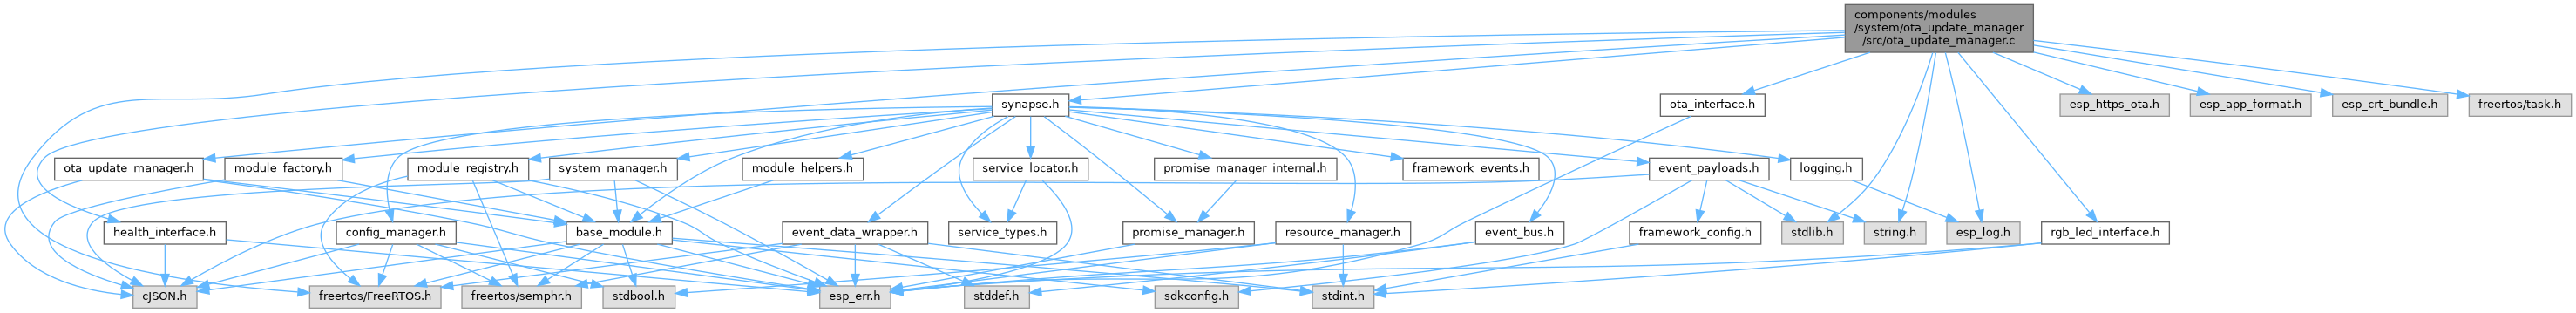 components/modules
/system/ota_update_manager
/src/ota_update_manager.c
synapse.h
ota_interface.h
esp_https_ota.h
esp_app_format.h
esp_crt_bundle.h
freertos/task.h
ota_update_manager.h
module_factory.h
module_registry.h
system_manager.h
module_helpers.h
service_locator.h
promise_manager_internal.h
framework_events.h
event_payloads.h
logging.h
health_interface.h
config_manager.h
base_module.h
event_data_wrapper.h
service_types.h
promise_manager.h
resource_manager.h
event_bus.h
framework_config.h
stdlib.h
string.h
esp_log.h
rgb_led_interface.h
cJSON.h
freertos/FreeRTOS.h
freertos/semphr.h
stdbool.h
esp_err.h
stddef.h
sdkconfig.h
stdint.h